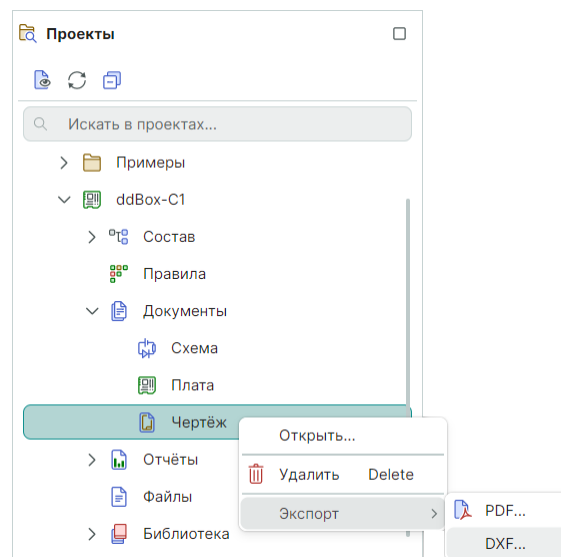 Проекты
Искать в проектах...
Примеры
ddBox-C1
Состав
Правила
Документы
Схема
Плата
Чертёж
Открыть...
Отчёты
Удалить Delete
Файлы
Экспорт
PDF...
Библиотека
DXF...